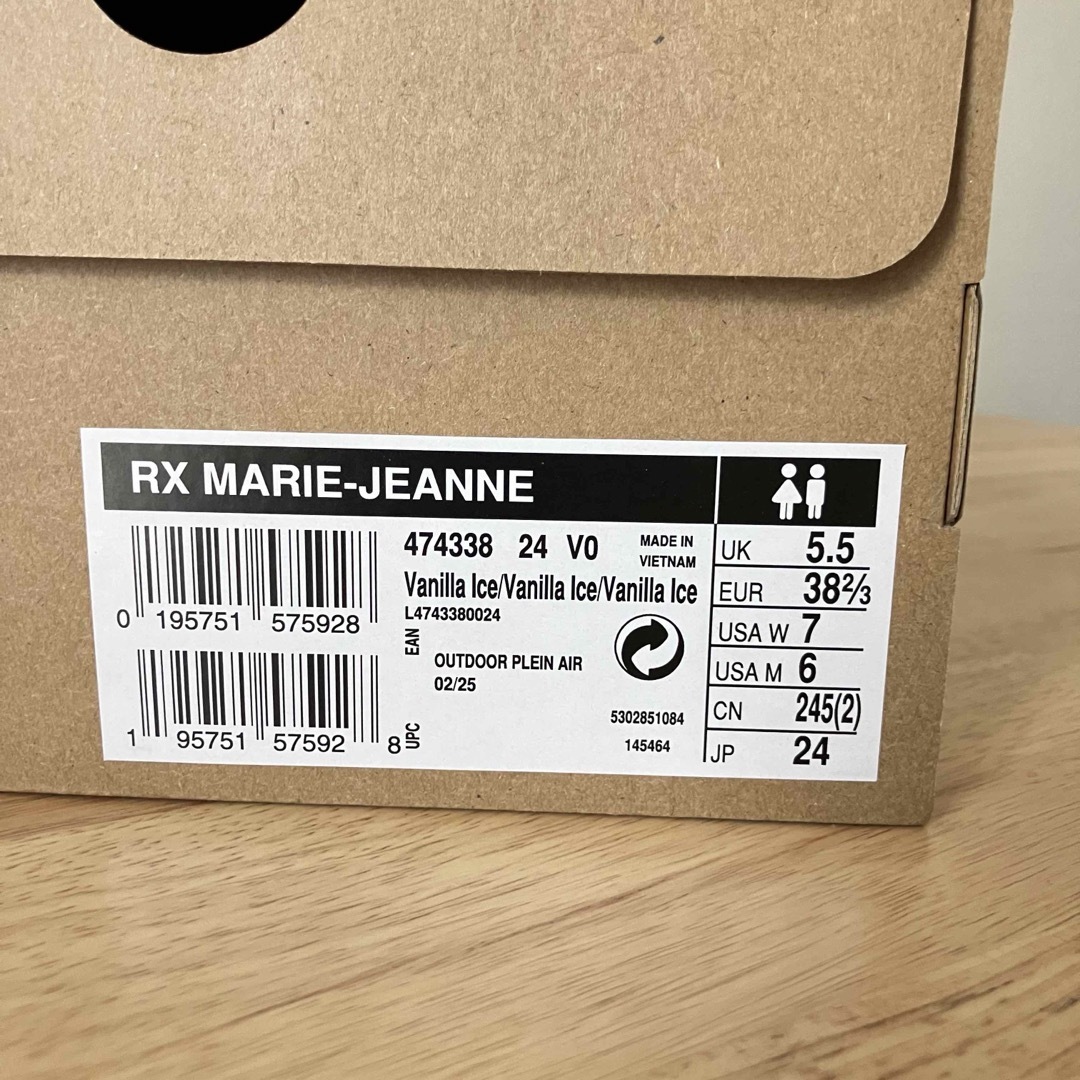 RX MARIE-JEANNE
474338 24 V0
MADE IN
VIETNAM
Vanilla Ice/Vanilla Ice/Vanilla Ice
L4743380024
0 195751 575928
EAN
OUTDOOR PLEIN AIR
02/25
1 95751 57592 8
UPC
5302851084
145464
UK 5.5
EUR 38⅔
USA W 7
USA M 6
CN 245(2)
JP 24